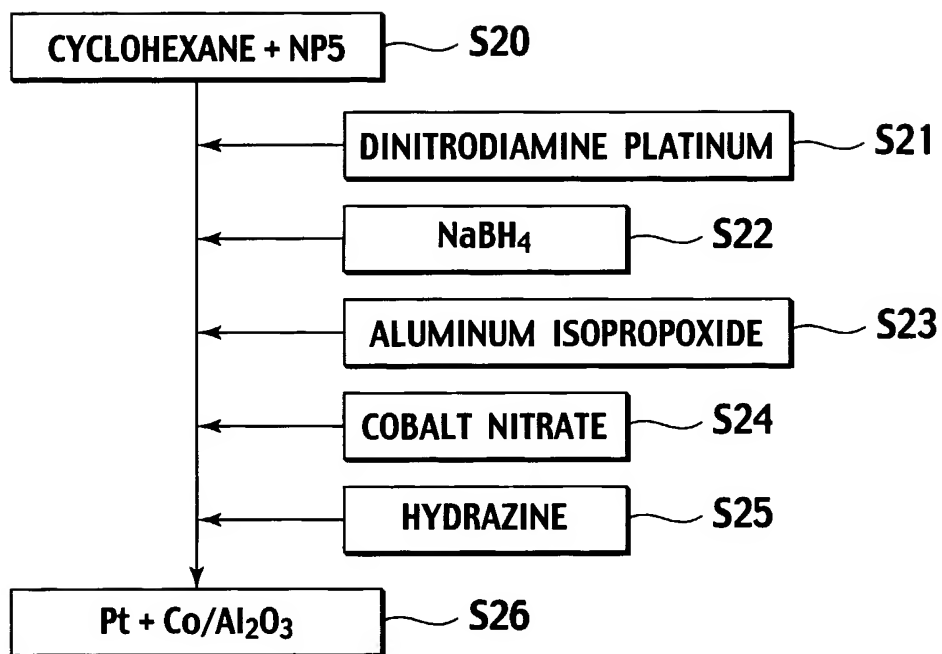 CYCLOHEXANE + NP5 S20
DINITRODIAMINE PLATINUM S21
NaBH4 S22
ALUMINUM ISOPROPOXIDE S23
COBALT NITRATE S24
HYDRAZINE S25
Pt + Co/Al2O3 S26